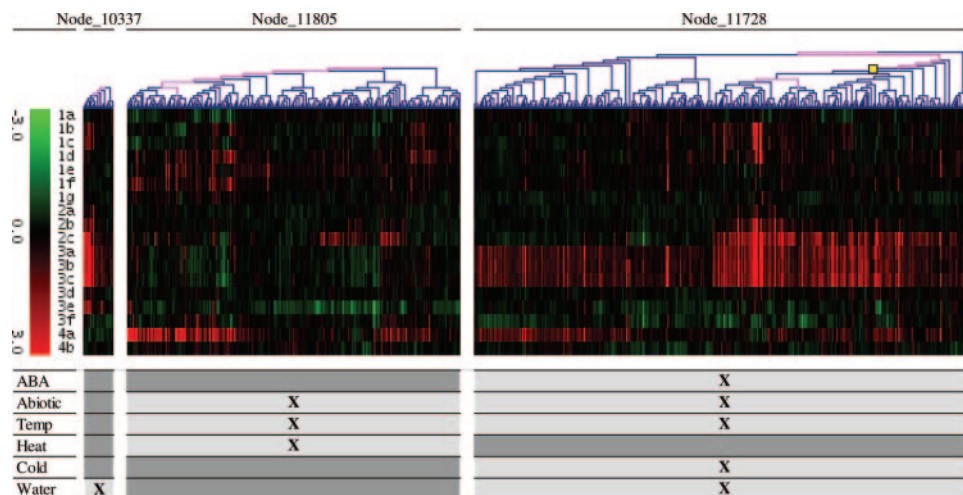 Node_10337 Node_11805 Node_11728
-3.0
0.0
3.0
1a
1b
1c
1d
1e
1f
1g
2a
2b
2c
3a
3b
3c
3d
3e
3f
4a
4b
ABA X
Abiotic X X
Temp X X
Heat X
Cold X
Water X X